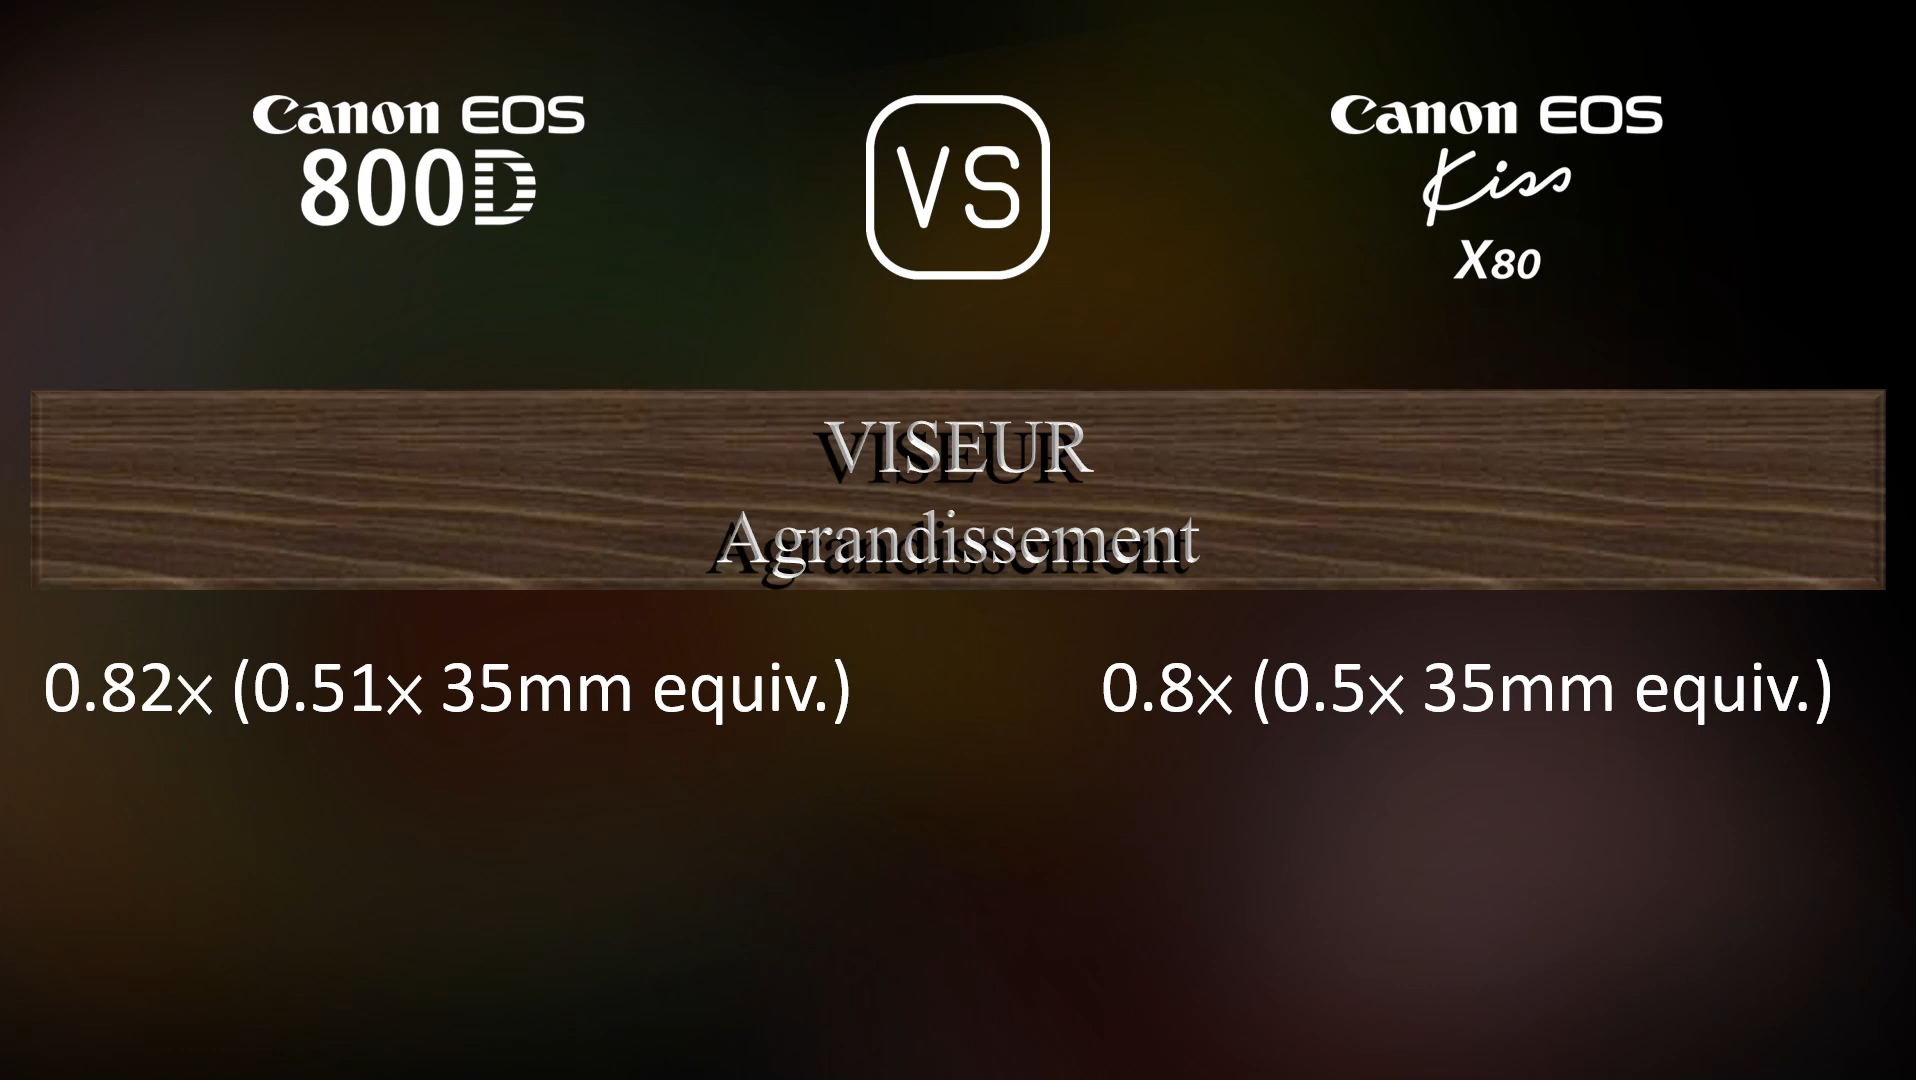 Canon EOS
800D
VS
Canon EOS
Kiss
X80
VISEUR
Agrandissement
0.82x (0.51x 35mm equiv.)
0.8x (0.5x 35mm equiv.)